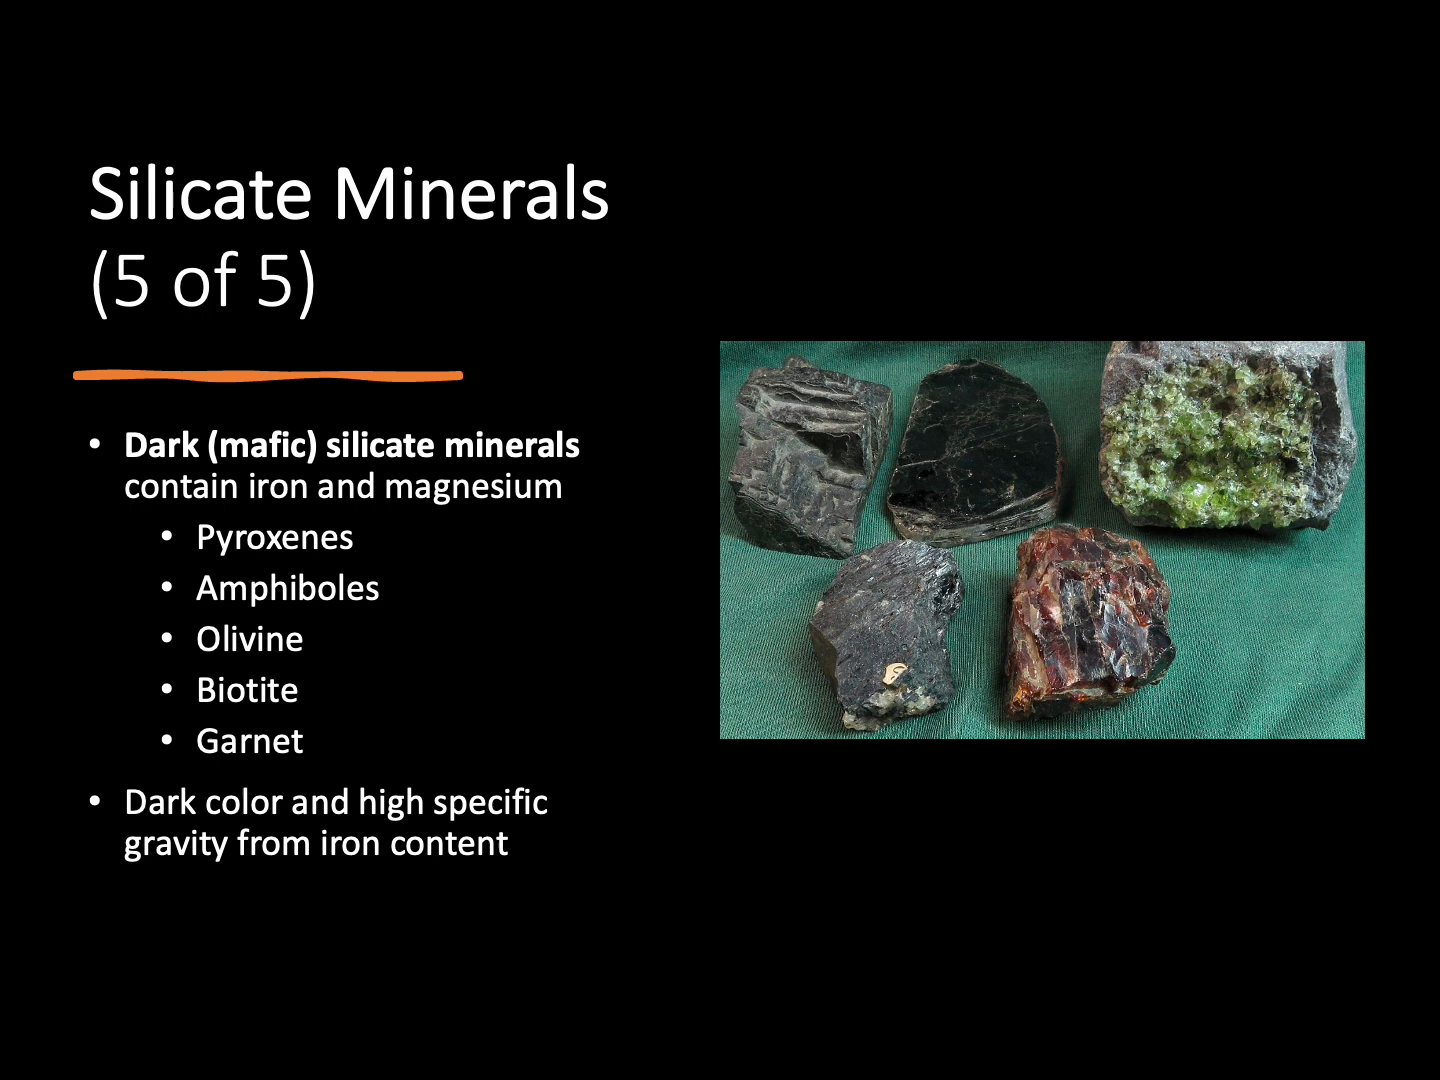 Silicate Minerals
(5 of 5)
• Dark (mafic) silicate minerals
contain iron and magnesium
• Pyroxenes
• Amphiboles
• Olivine
• Biotite
• Garnet
• Dark color and high specific
gravity from iron content